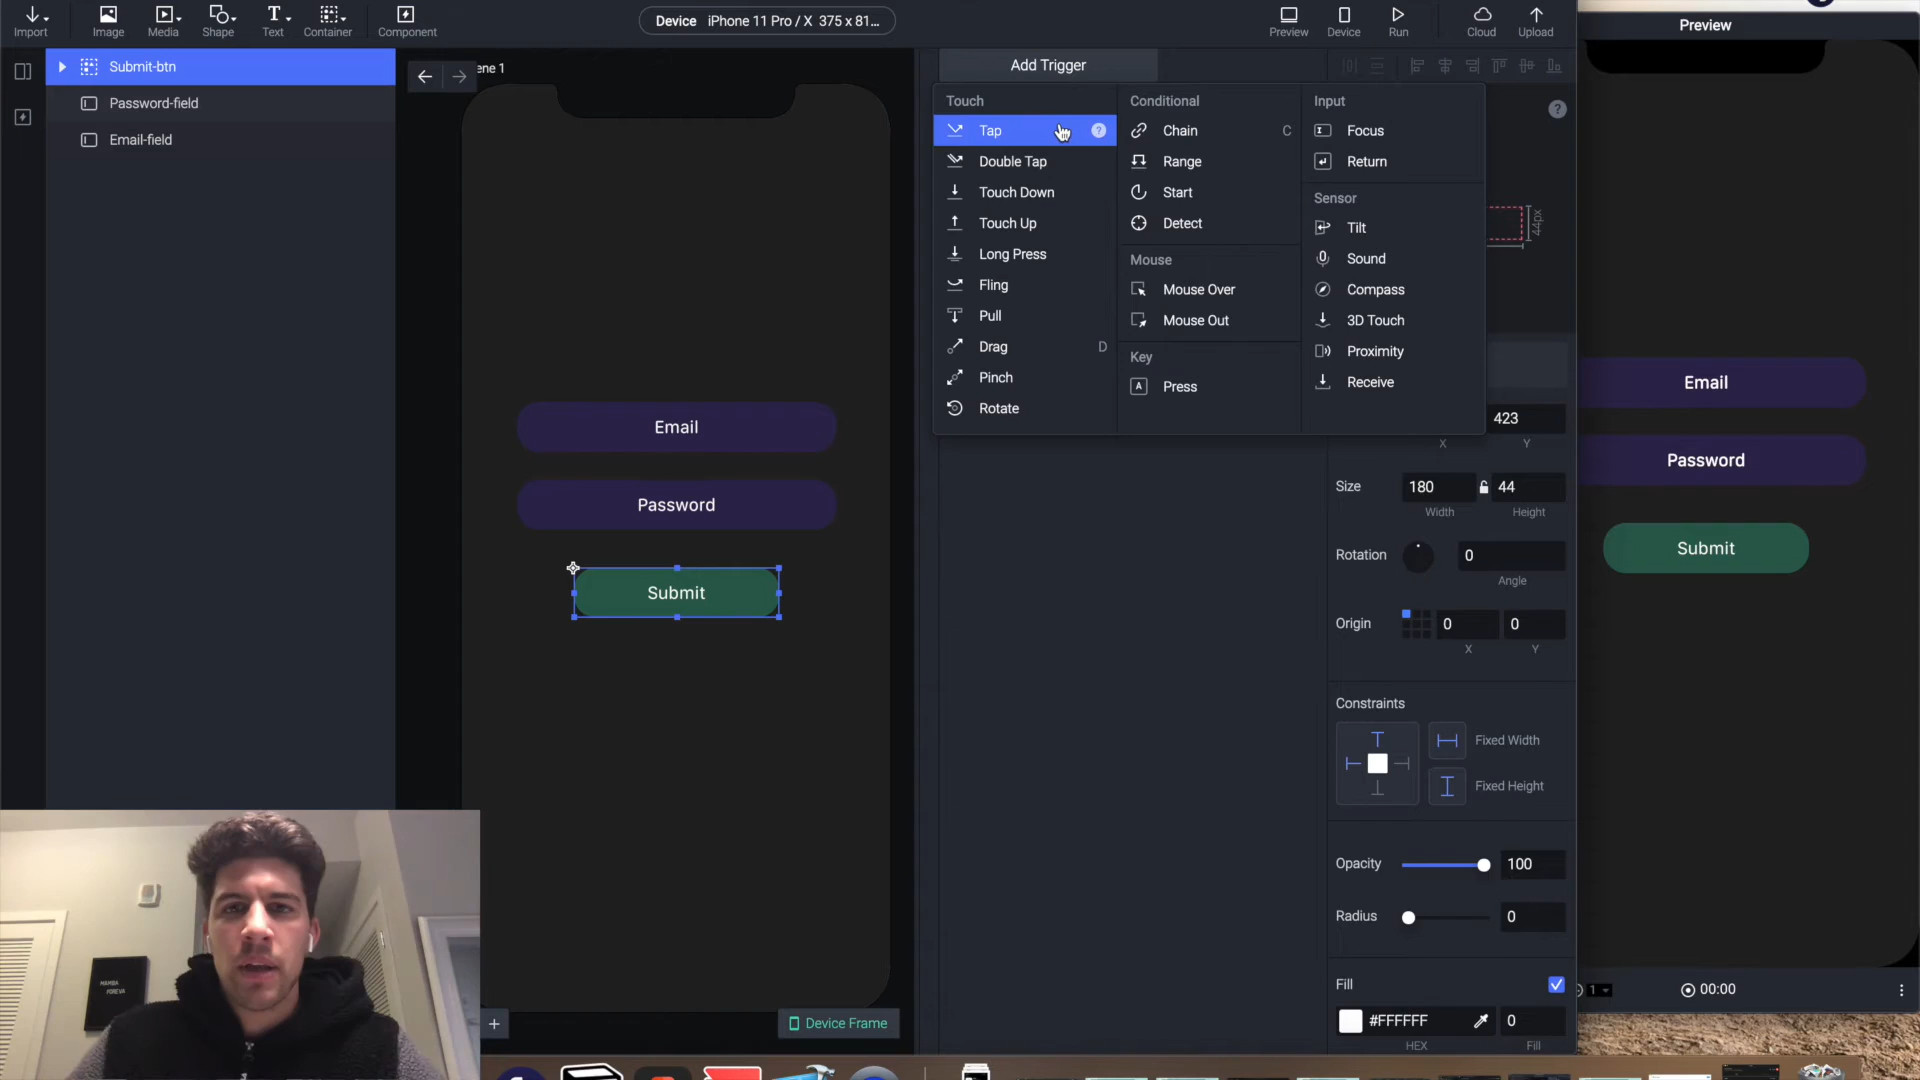 Import
Image
Media
Shape
Text
Container
Component
Device iPhone 11 Pro / X 375 x 81...
Preview
Device
Run
Cloud
Upload
Preview
Submit-btn
Password-field
Email-field
ene 1
Add Trigger
Touch
Tap
?
Double Tap
Touch Down
Touch Up
Long Press
Fling
Pull
Drag D
Pinch
Rotate
Conditional
Chain C
Range
Start
Detect
Mouse
Mouse Over
Mouse Out
Key
A Press
Input
Focus
Return
Sensor
Tilt
Sound
Compass
3D Touch
Proximity
Receive
?
44px
423
X Y
Size 180 44
Width Height
Rotation 0
Angle
Origin 0 0
X Y
Constraints
Fixed Width
Fixed Height
Opacity 100
Radius 0
Fill
#FFFFFF 0
HEX Fill
Email
Password
Submit
Device Frame
Email
Password
Submit
1
00:00
MAMBA
FOREVA